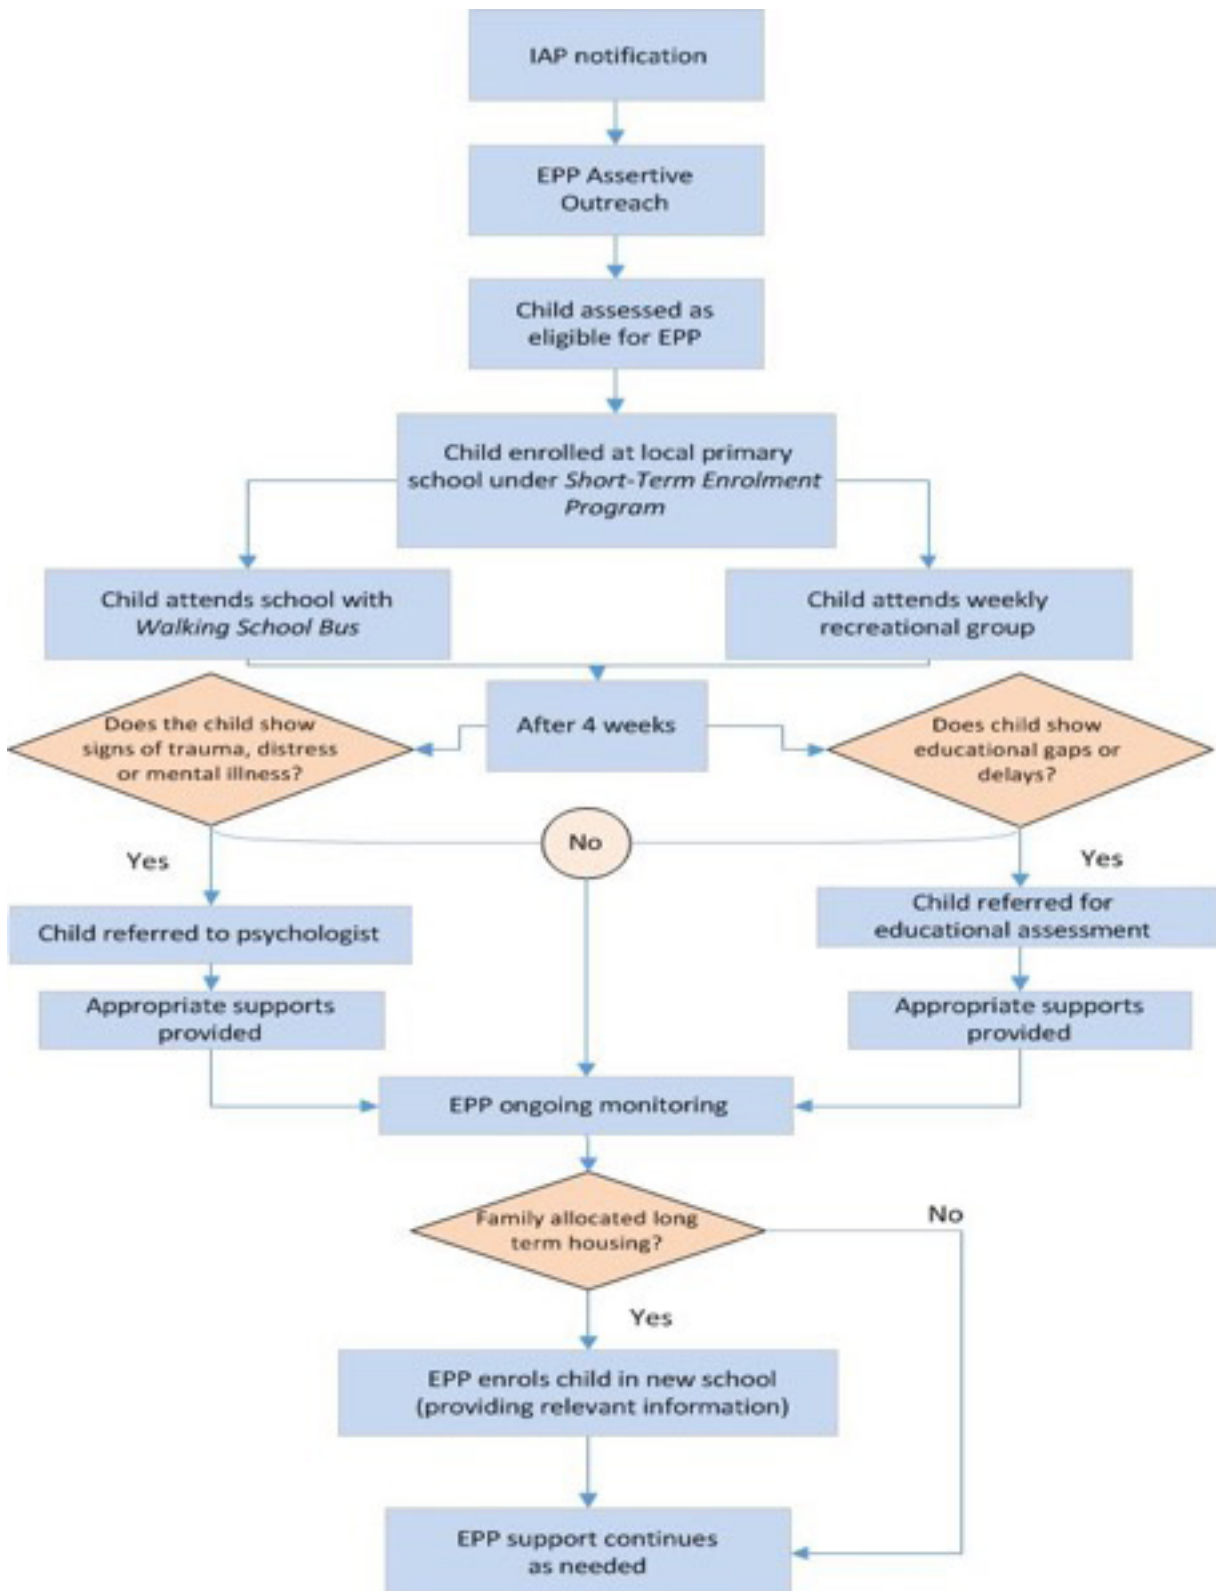 IAP notification
EPP Assertive
Outreach
Child assessed as
eligible for EPP
Child enrolled at local primary
school under Short-Term Enrolment
Program
Child attends school with
Walking School Bus
Child attends weekly
recreational group
Does the child show
signs of trauma, distress
or mental illness?
After 4 weeks
Does child show
educational gaps or
delays?
No
Yes
Yes
Child referred to psychologist
Child referred for
educational assessment
Appropriate supports
provided
Appropriate supports
provided
EPP ongoing monitoring
Family allocated long
term housing?
No
Yes
EPP enrols child in new school
(providing relevant information)
EPP support continues
as needed